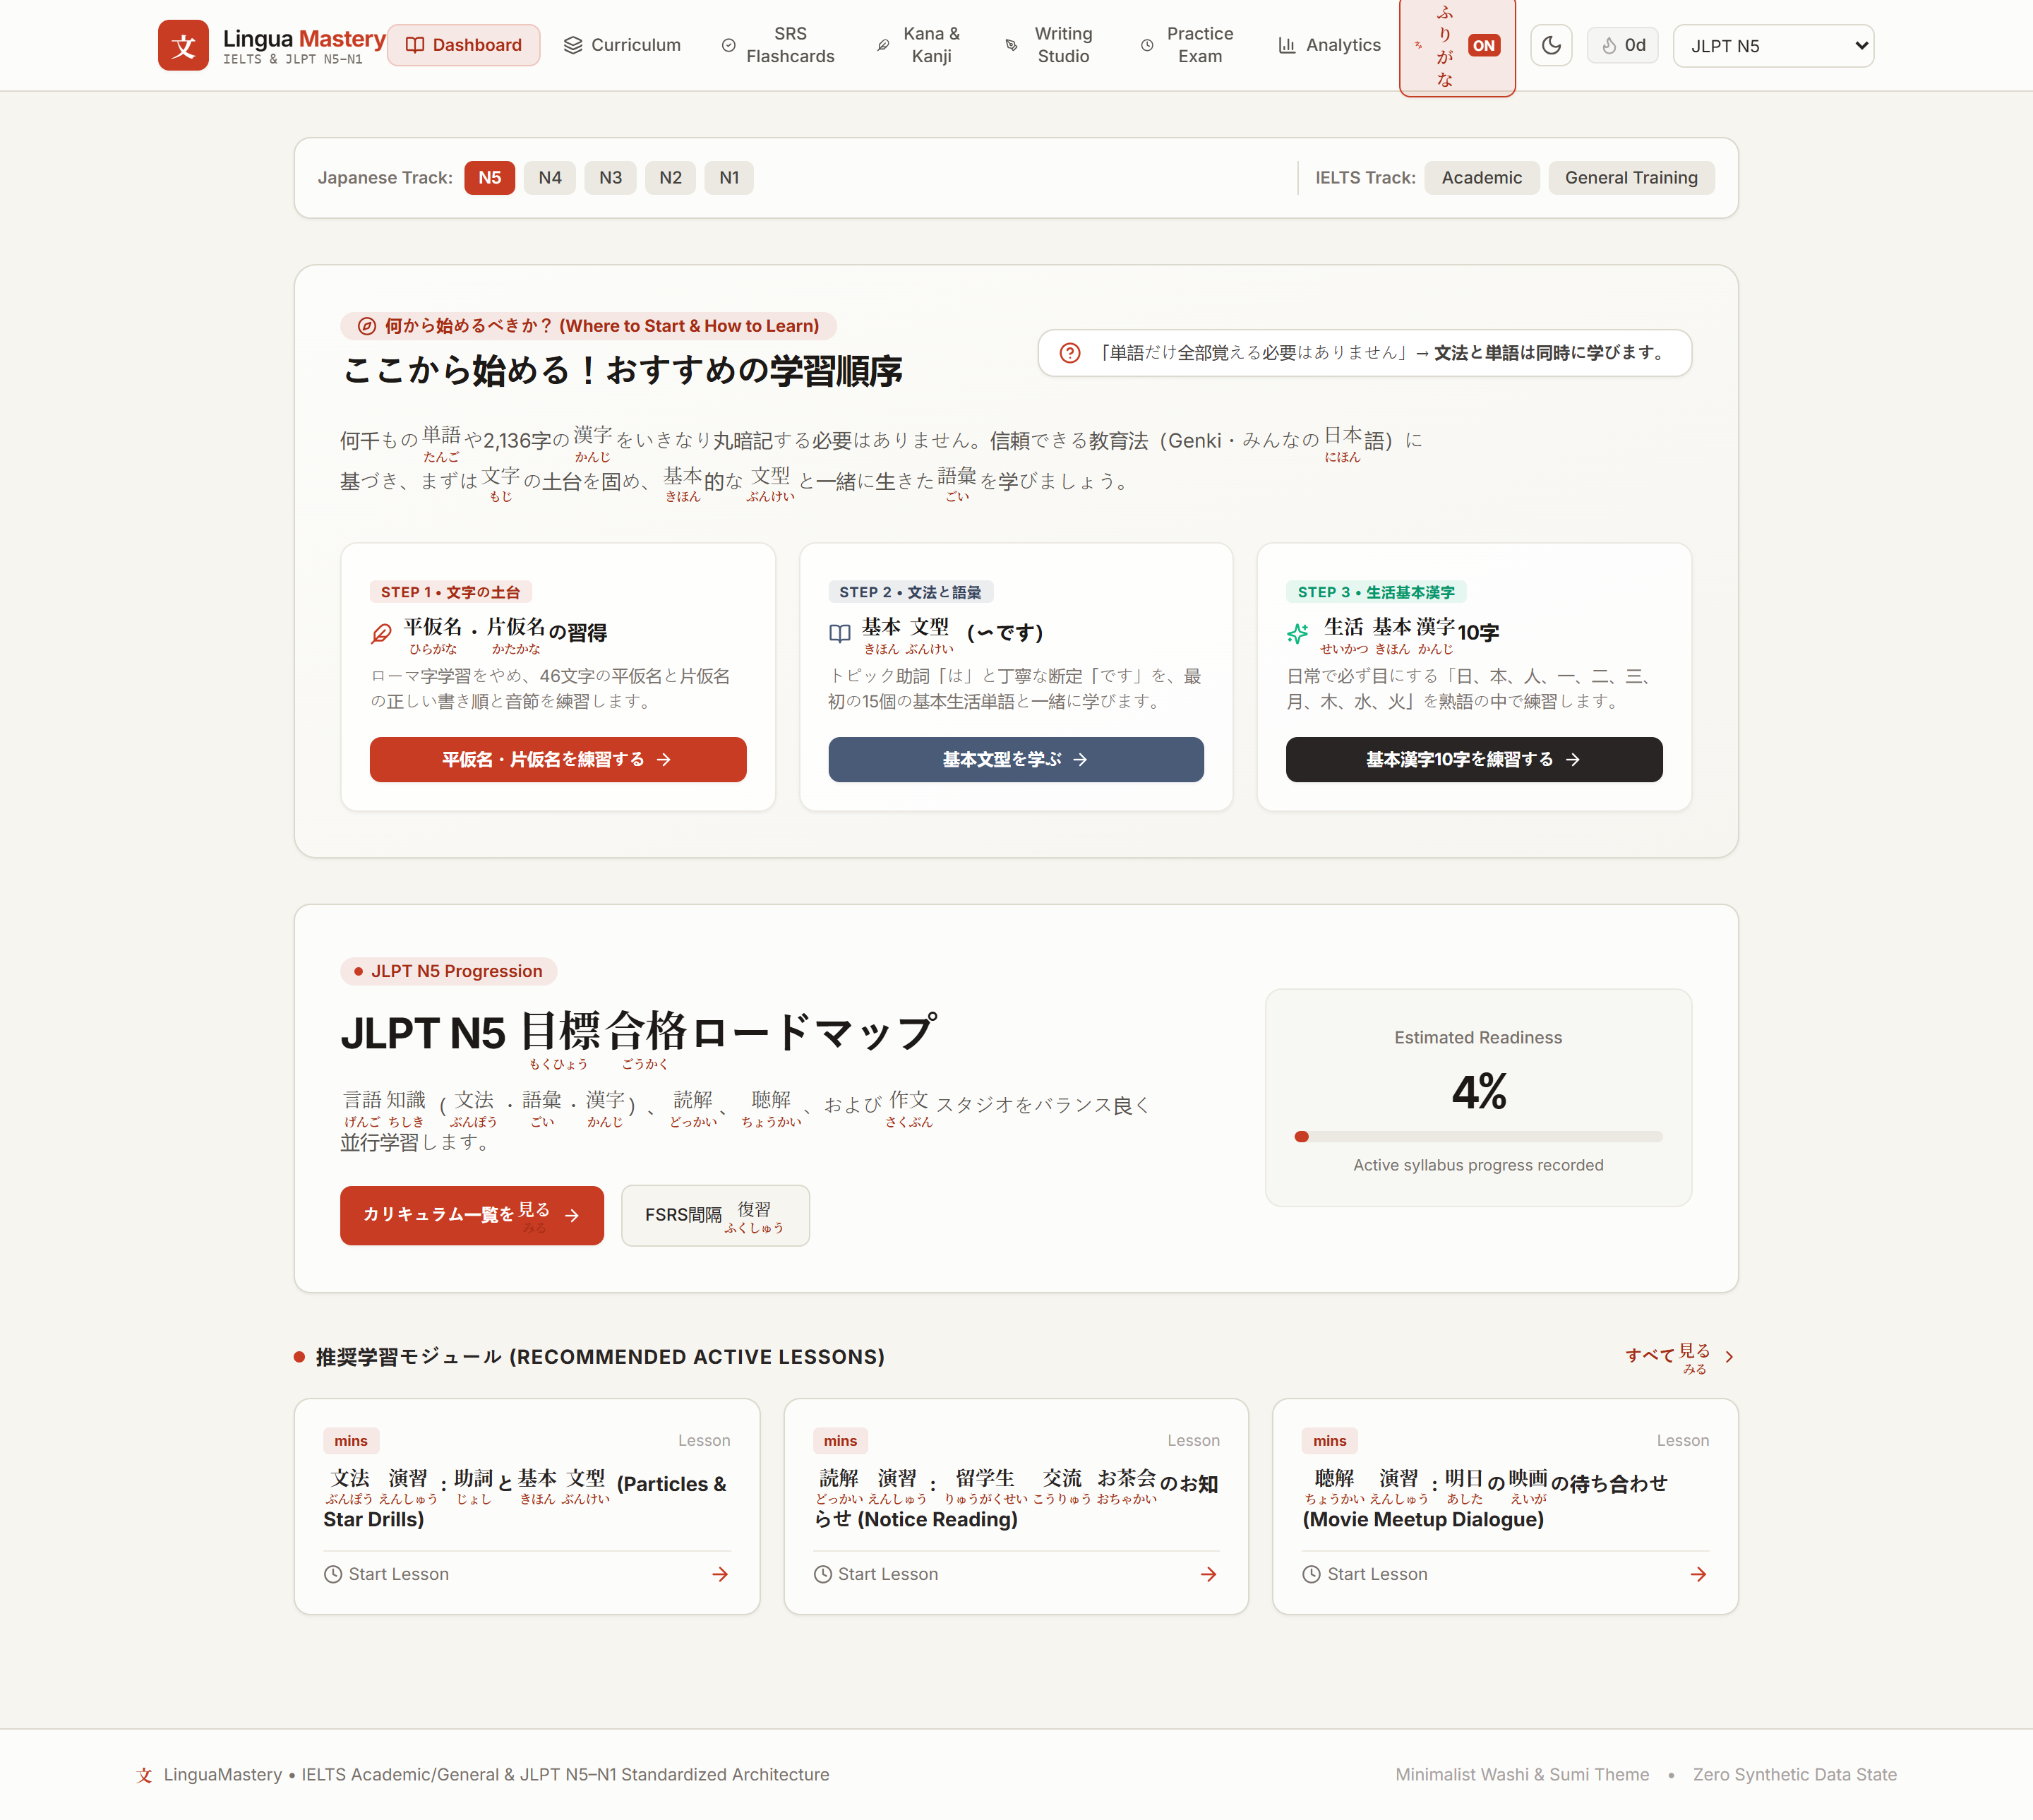 文
Lingua Mastery
IELTS & JLPT N5–N1
Dashboard
Curriculum
SRS Flashcards
Kana & Kanji
Writing Studio
Practice Exam
Analytics
ふりがな
ON
0d
JLPT N5
Japanese Track:
N5
N4
N3
N2
N1
IELTS Track:
Academic
General Training
何から始めるべきか？ (Where to Start & How to Learn)
ここから始める！おすすめの学習順序
「単語だけ全部覚える必要はありません」→ 文法と単語は同時に学びます。
何千もの単語や2,136字の漢字をいきなり丸暗記する必要はありません。信頼できる教育法（Genki・みんなの日本語）に
たんご かんじ にほん
基づき、まずは文字の土台を固め、基本的な文型と一緒に生きた語彙を学びましょう。
もじ きほん ぶんけい ごい
STEP 1 • 文字の土台
平仮名・片仮名の習得
ひらがな かたかな
ローマ字学習をやめ、46文字の平仮名と片仮名
の正しい書き順と音節を練習します。
平仮名・片仮名を練習する →
STEP 2 • 文法と語彙
基本文型（〜です）
きほん ぶんけい
トピック助詞「は」と丁寧な断定「です」を、最
初の15個の基本生活単語と一緒に学びます。
基本文型を学ぶ →
STEP 3 • 生活基本漢字
生活基本漢字10字
せいかつ きほん かんじ
日常で必ず目にする「日、本、人、一、二、三、
月、木、水、火」を熟語の中で練習します。
基本漢字10字を練習する →
JLPT N5 Progression
JLPT N5 目標合格ロードマップ
もくひょう ごうかく
言語知識（文法・語彙・漢字）、読解、聴解、および作文スタジオをバランス良く
げんご ちしき ぶんぽう ごい かんじ どっかい ちょうかい さくぶん
並行学習します。
カリキュラム一覧を見る →
みる
FSRS間隔復習
ふくしゅう
Estimated Readiness
4%
Active syllabus progress recorded
推奨学習モジュール (RECOMMENDED ACTIVE LESSONS)
すべて見る
みる
mins
Lesson
文法演習：助詞と基本文型 (Particles &
ぶんぽう えんしゅう じょし きほん ぶんけい
Star Drills)
Start Lesson
mins
Lesson
読解演習：留学生交流お茶会のお知
どっかい えんしゅう りゅうがくせい こうりゅう おちゃかい
らせ (Notice Reading)
Start Lesson
mins
Lesson
聴解演習：明日の映画の待ち合わせ
ちょうかい えんしゅう あした えいが
(Movie Meetup Dialogue)
Start Lesson
文 LinguaMastery • IELTS Academic/General & JLPT N5–N1 Standardized Architecture
Minimalist Washi & Sumi Theme • Zero Synthetic Data State